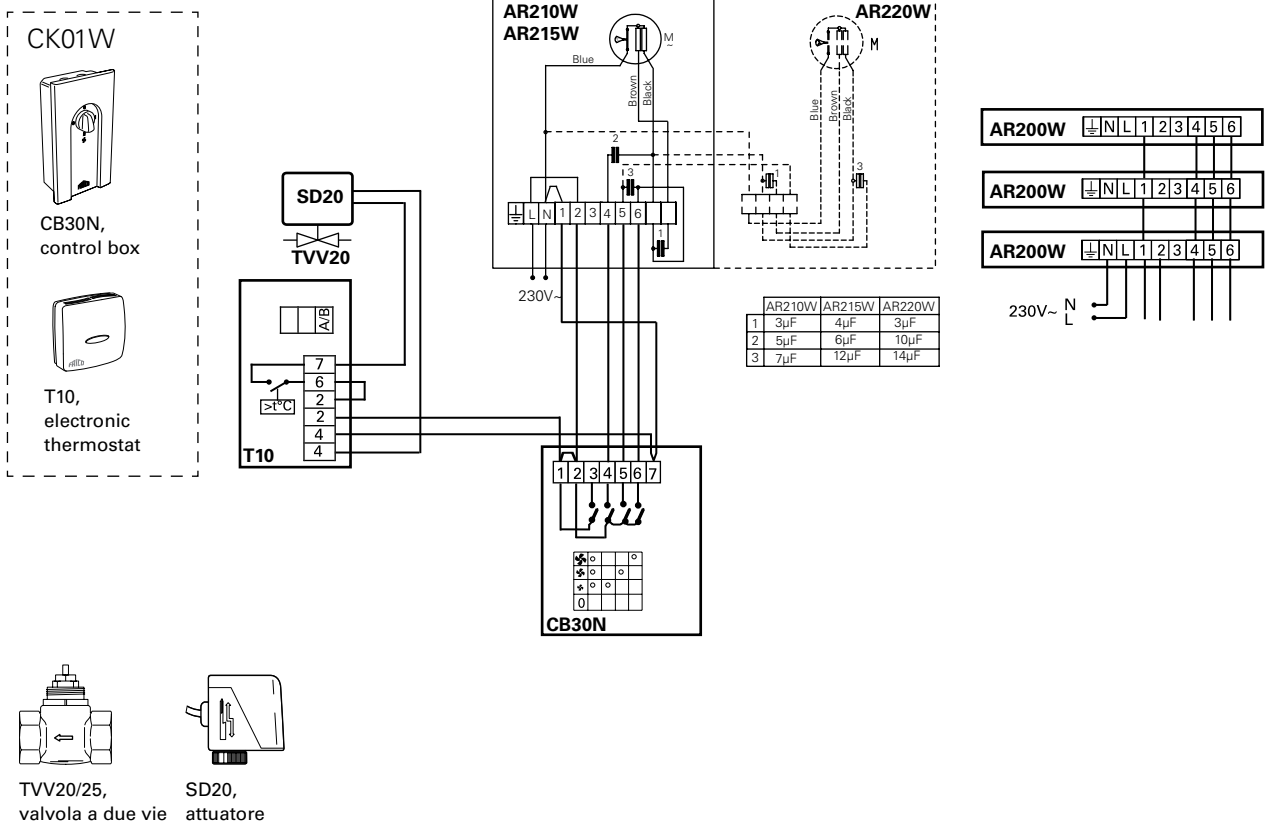 CK01W
CB30N,
control box
T10,
electronic
thermostat
SD20
TVV20
A/B
7
6
2
2
4
4
>t°C
T10
AR210W
AR215W
AR220W
M
~
M
Blue
Brown
Black
Blue
Brown
Black
2
3
1
1
3
L N 1 2 3 4 5 6
230V~
AR210W AR215W AR220W
1 3µF 4µF 3µF
2 5µF 6µF 10µF
3 7µF 12µF 14µF
1 2 3 4 5 6 7
0
CB30N
AR200W N L 1 2 3 4 5 6
AR200W N L 1 2 3 4 5 6
AR200W N L 1 2 3 4 5 6
230V~ N
L
TVV20/25,
valvola a due vie
SD20,
attuatore